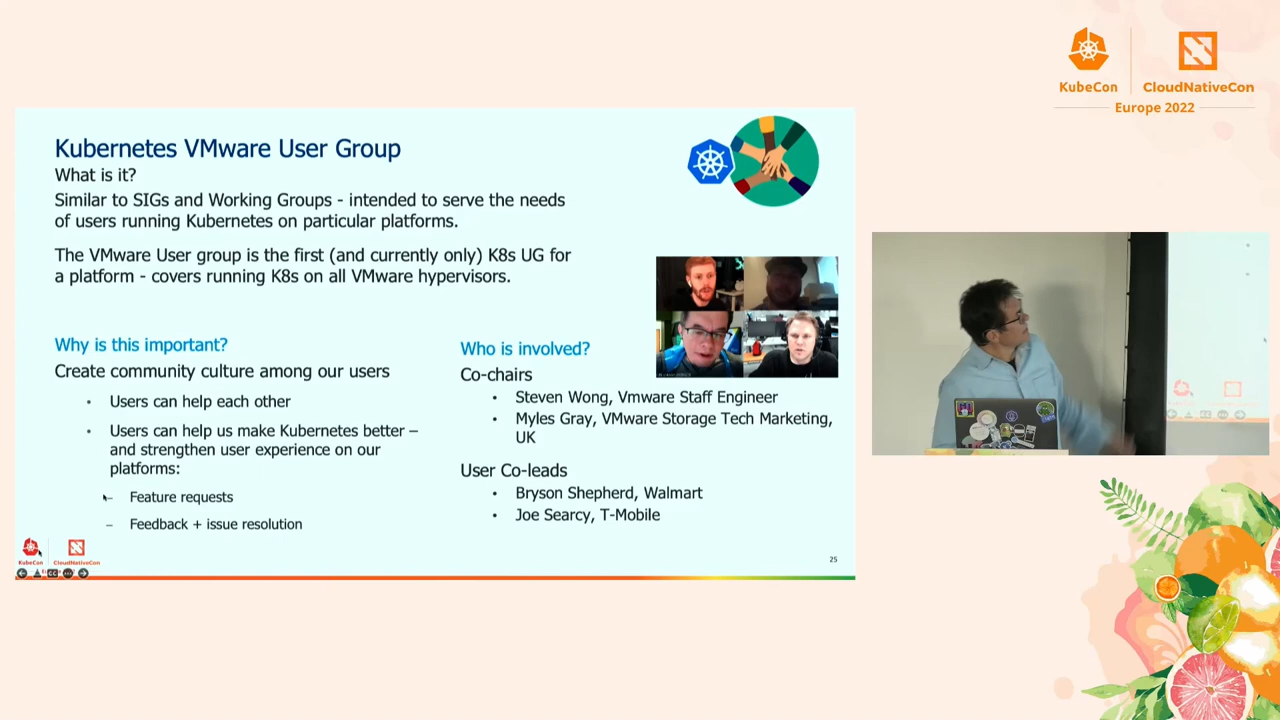 KubeCon
CloudNativeCon
Europe 2022
Kubernetes VMware User Group
What is it?
Similar to SIGs and Working Groups - intended to serve the needs
of users running Kubernetes on particular platforms.
The VMware User group is the first (and currently only) K8s UG for
a platform - covers running K8s on all VMware hypervisors.
Why is this important?
Create community culture among our users
• Users can help each other
• Users can help us make Kubernetes better –
and strengthen user experience on our
platforms:
– Feature requests
– Feedback + issue resolution
Who is involved?
Co-chairs
• Steven Wong, Vmware Staff Engineer
• Myles Gray, VMware Storage Tech Marketing,
UK
User Co-leads
• Bryson Shepherd, Walmart
• Joe Searcy, T-Mobile
KubeCon
CloudNativeCon
25